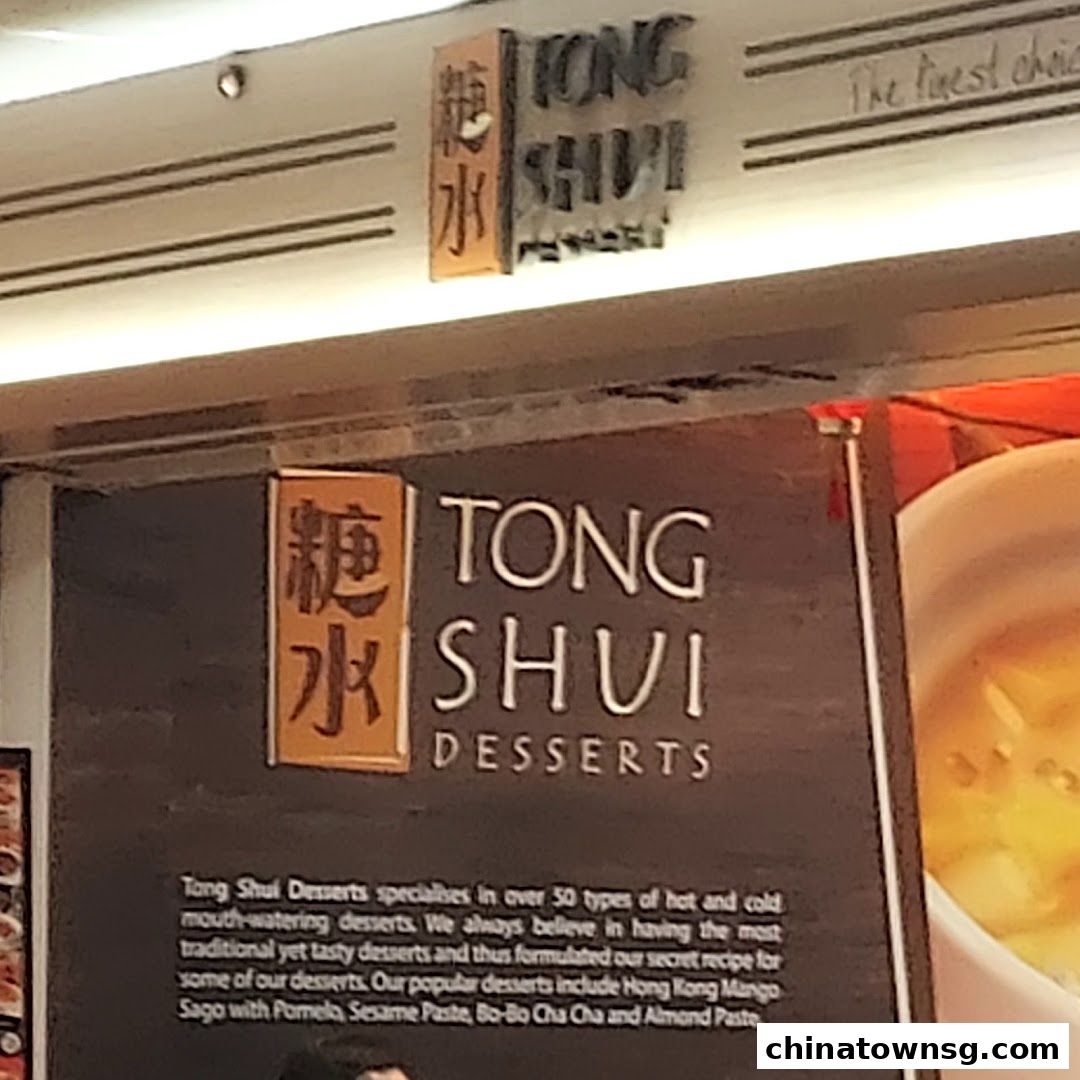 糖水
TONG
SHUI
DESSERTS
The finest choic
糖水
TONG
SHUI
DESSERTS
Tong Shui Desserts specialises in over 50 types of hot and cold
mouth-watering desserts. We always believe in having the most
traditional yet tasty desserts and thus formulated our secret recipe for
some of our desserts. Our popular desserts include Hong Kong Mango
Sago with Pomelo, Sesame Paste, Bo-Bo Cha Cha and Almond Paste.
chinatownsg.com